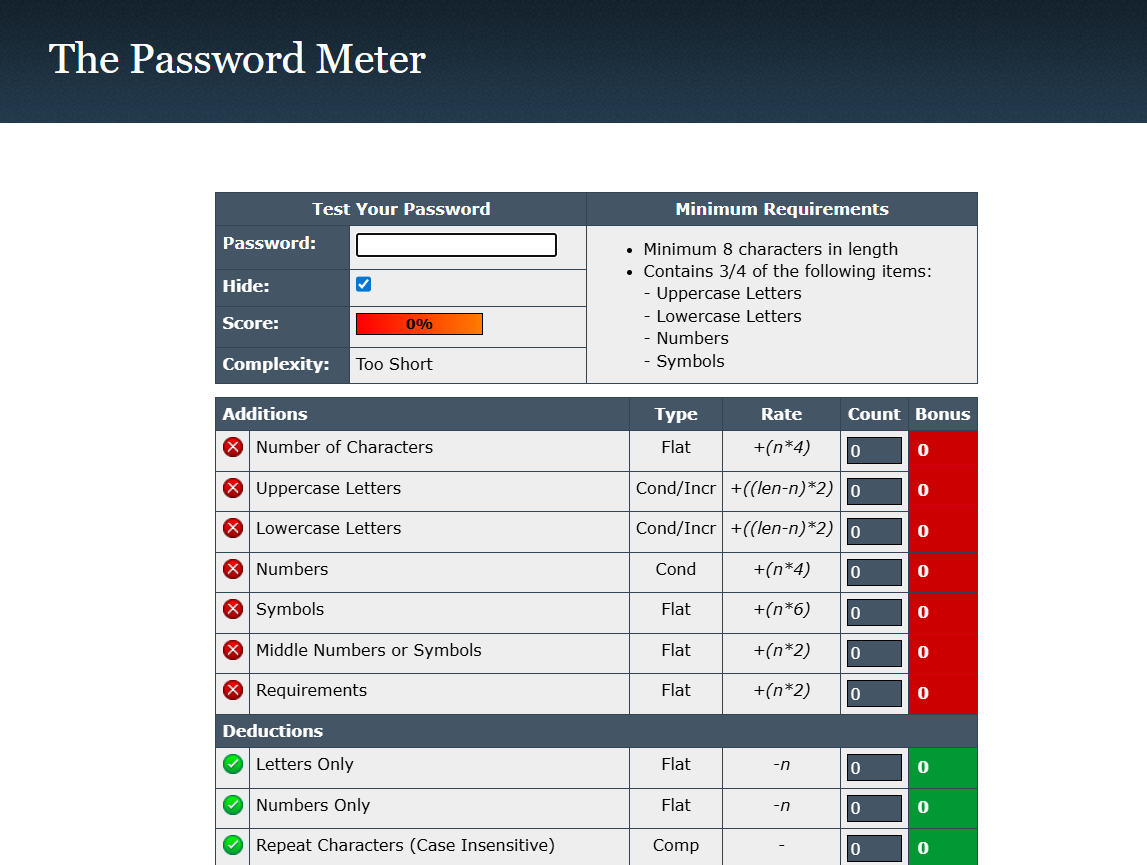 The Password Meter
Test Your Password Minimum Requirements
Password:
Hide:
Score: 0%
Complexity: Too Short
• Minimum 8 characters in length
• Contains 3/4 of the following items:
- Uppercase Letters
- Lowercase Letters
- Numbers
- Symbols
Additions Type Rate Count Bonus
Number of Characters Flat +(n*4) 0 0
Uppercase Letters Cond/Incr +((len-n)*2) 0 0
Lowercase Letters Cond/Incr +((len-n)*2) 0 0
Numbers Cond +(n*4) 0 0
Symbols Flat +(n*6) 0 0
Middle Numbers or Symbols Flat +(n*2) 0 0
Requirements Flat +(n*2) 0 0
Deductions
Letters Only Flat -n 0 0
Numbers Only Flat -n 0 0
Repeat Characters (Case Insensitive) Comp - 0 0